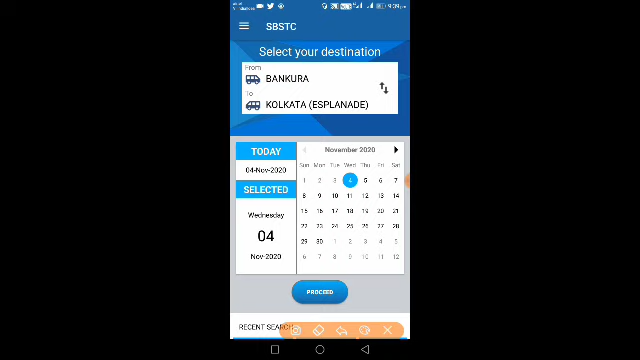 9:39 pm
SBSTC
Select your destination
From
BANKURA
To
KOLKATA (ESPLANADE)
TODAY
04-Nov-2020
SELECTED
Wednesday
04
Nov-2020
November 2020
Sun Mon Tue Wed Thu Fri Sat
1 2 3 4 5 6 7
8 9 10 11 12 13 14
15 16 17 18 19 20 21
22 23 24 25 26 27 28
29 30 1 2 3 4 5
6 7 8 9 10 11 12
PROCEED
RECENT SEARCH